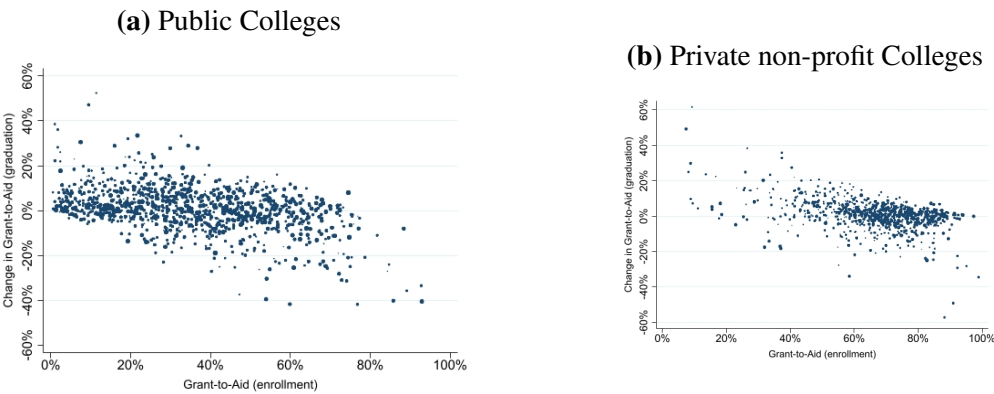 (a) Public Colleges
Change in Grant-to-Aid (graduation)
60%
40%
20%
0%
-20%
-40%
-60%
0% 20% 40% 60% 80% 100%
Grant-to-Aid (enrollment)
(b) Private non-profit Colleges
Change in Grant-to-Aid (graduation)
60%
40%
20%
0%
-20%
-40%
-60%
0% 20% 40% 60% 80% 100%
Grant-to-Aid (enrollment)